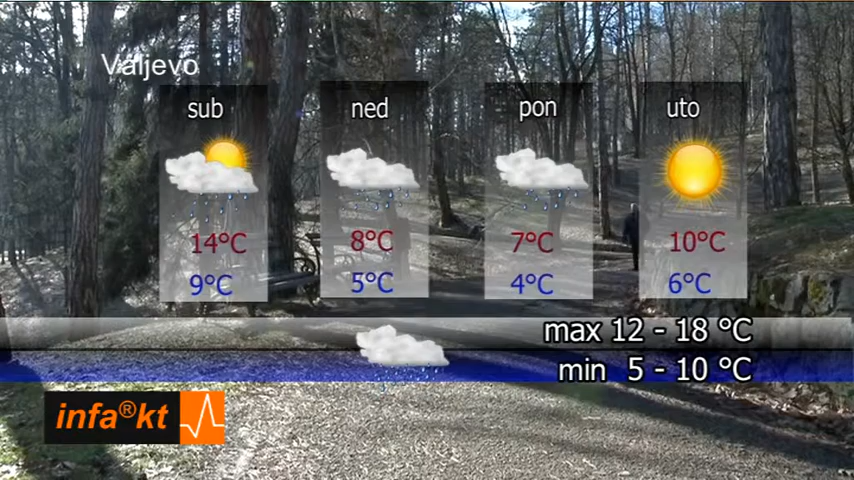 Valjevo
sub
ned
pon
uto
14°C
8°C
7°C
10°C
9°C
5°C
4°C
6°C
max 12 - 18 °C
min 5 - 10 °C
infa®kt